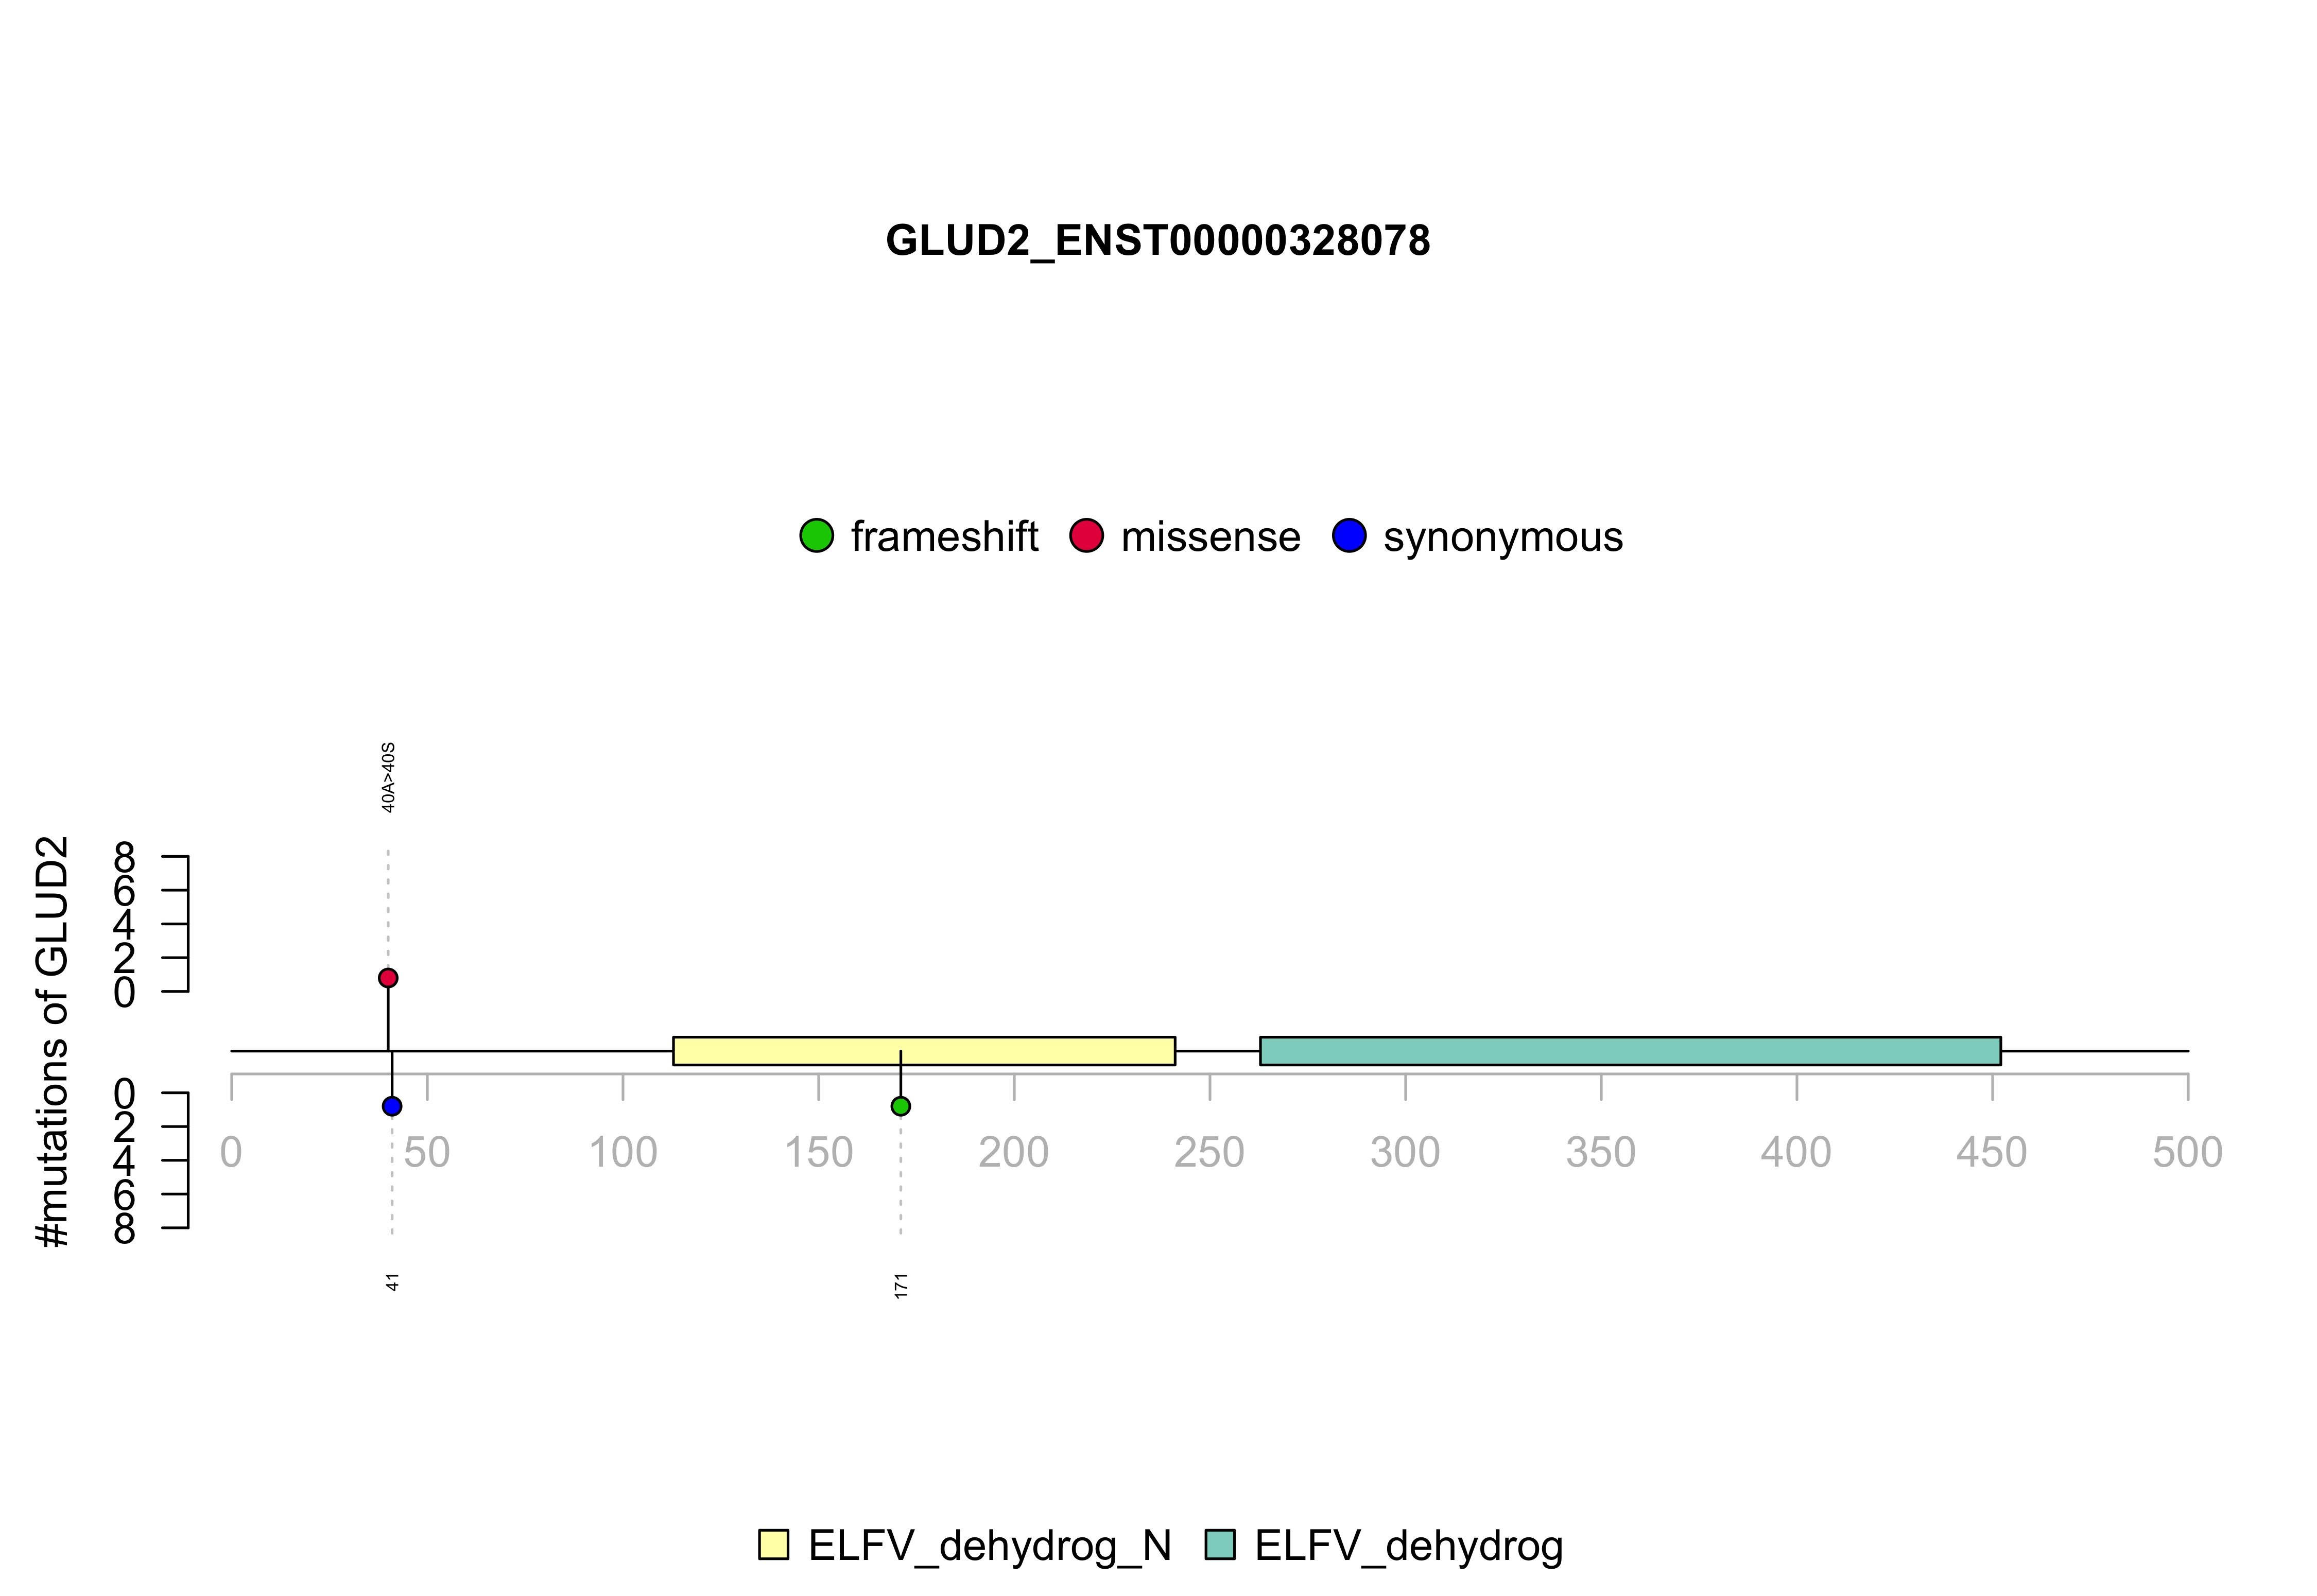 GLUD2_ENST00000328078
frameshift missense synonymous
40A>40S
#mutations of GLUD2
8
6
4
2
0
0
2
4
6
8
0 50 100 150 200 250 300 350 400 450 500
41 171
ELFV_dehydrog_N ELFV_dehydrog